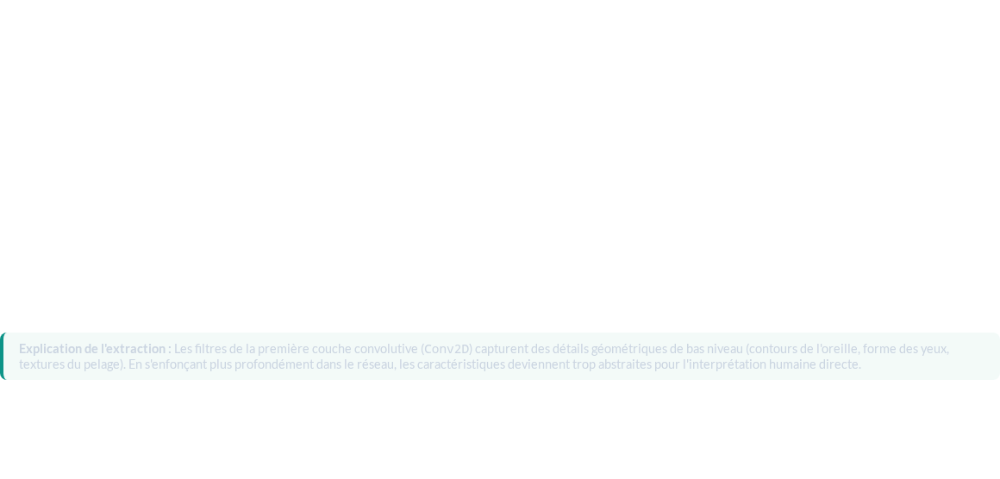 Explication de l'extraction : Les filtres de la première couche convolutive (Conv2D) capturent des détails géométriques de bas niveau (contours de l'oreille, forme des yeux,
textures du pelage). En s'enfonçant plus profondément dans le réseau, les caractéristiques deviennent trop abstraites pour l'interprétation humaine directe.